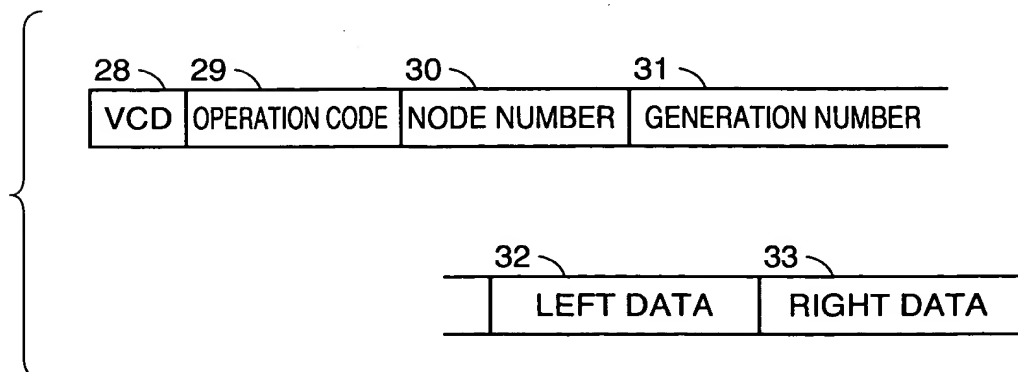 28 29 30 31
VCD OPERATION CODE NODE NUMBER GENERATION NUMBER
32 33
LEFT DATA RIGHT DATA